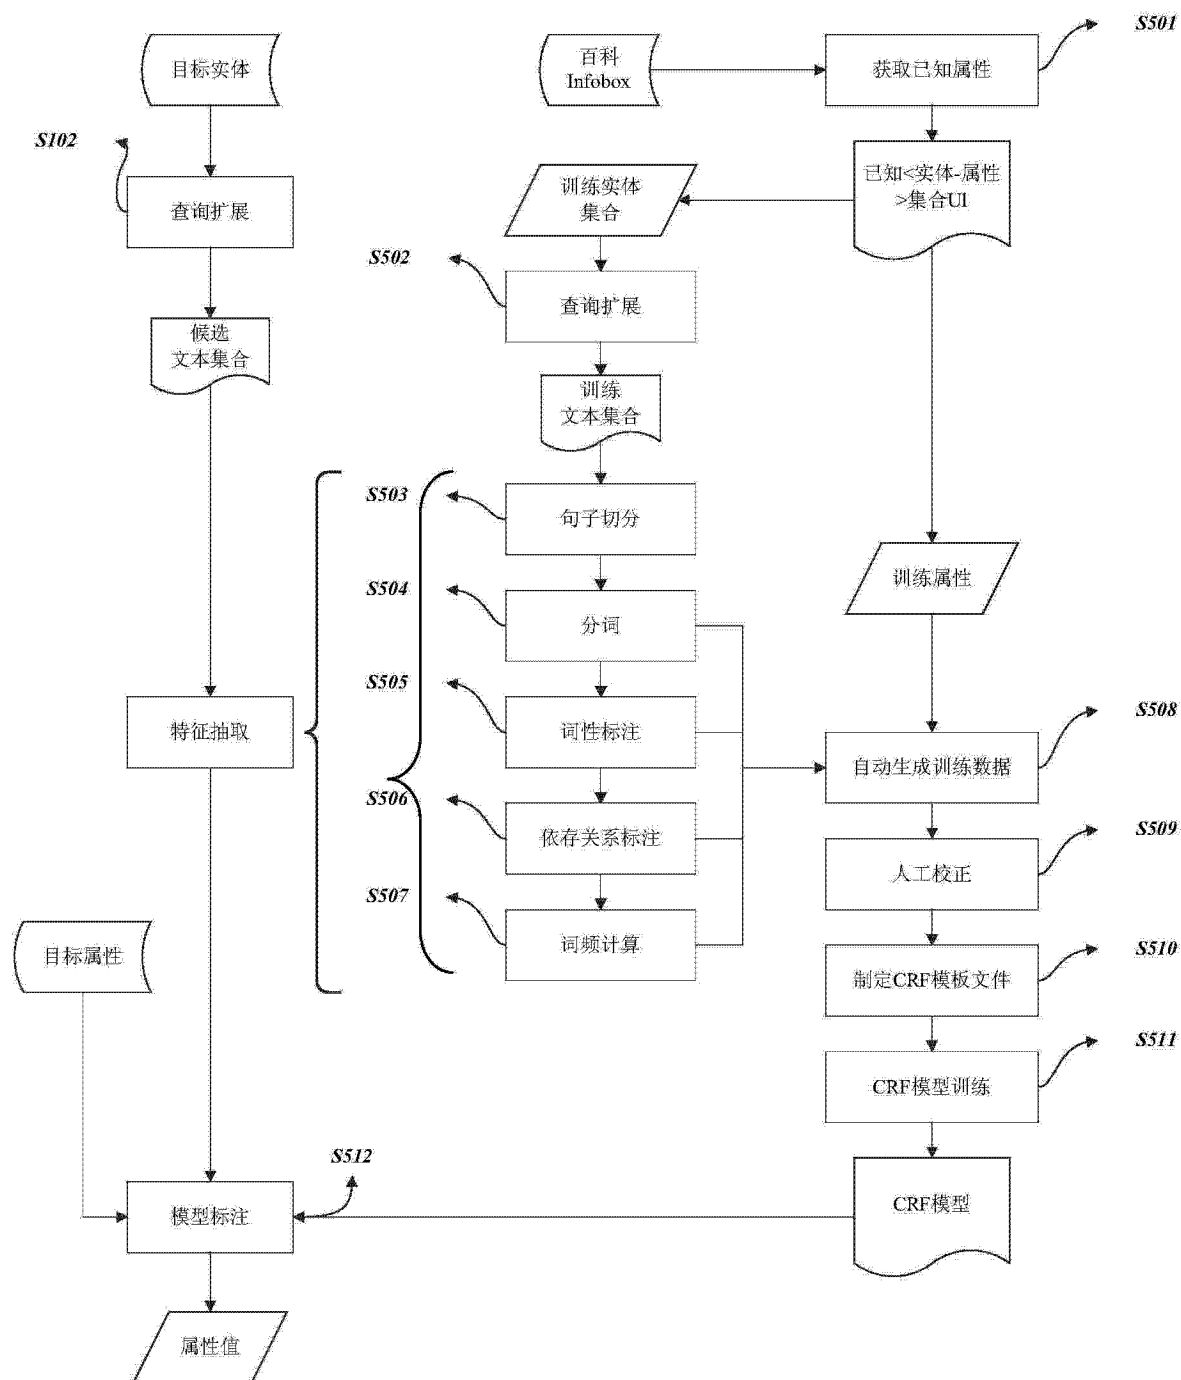 S501
目标实体
百科
Infobox
获取已知属性
S102
已知<实体-属性
>集合UI
训练实体
集合
查询扩展
S502
查询扩展
候选
文本集合
训练
文本集合
S503
句子切分
训练属性
S504
分词
S505
词性标注
S508
特征抽取
自动生成训练数据
S506
依存关系标注
S509
人工校正
S507
词频计算
目标属性
S510
制定CRF模板文件
S511
CRF模型训练
S512
模型标注
CRF模型
属性值